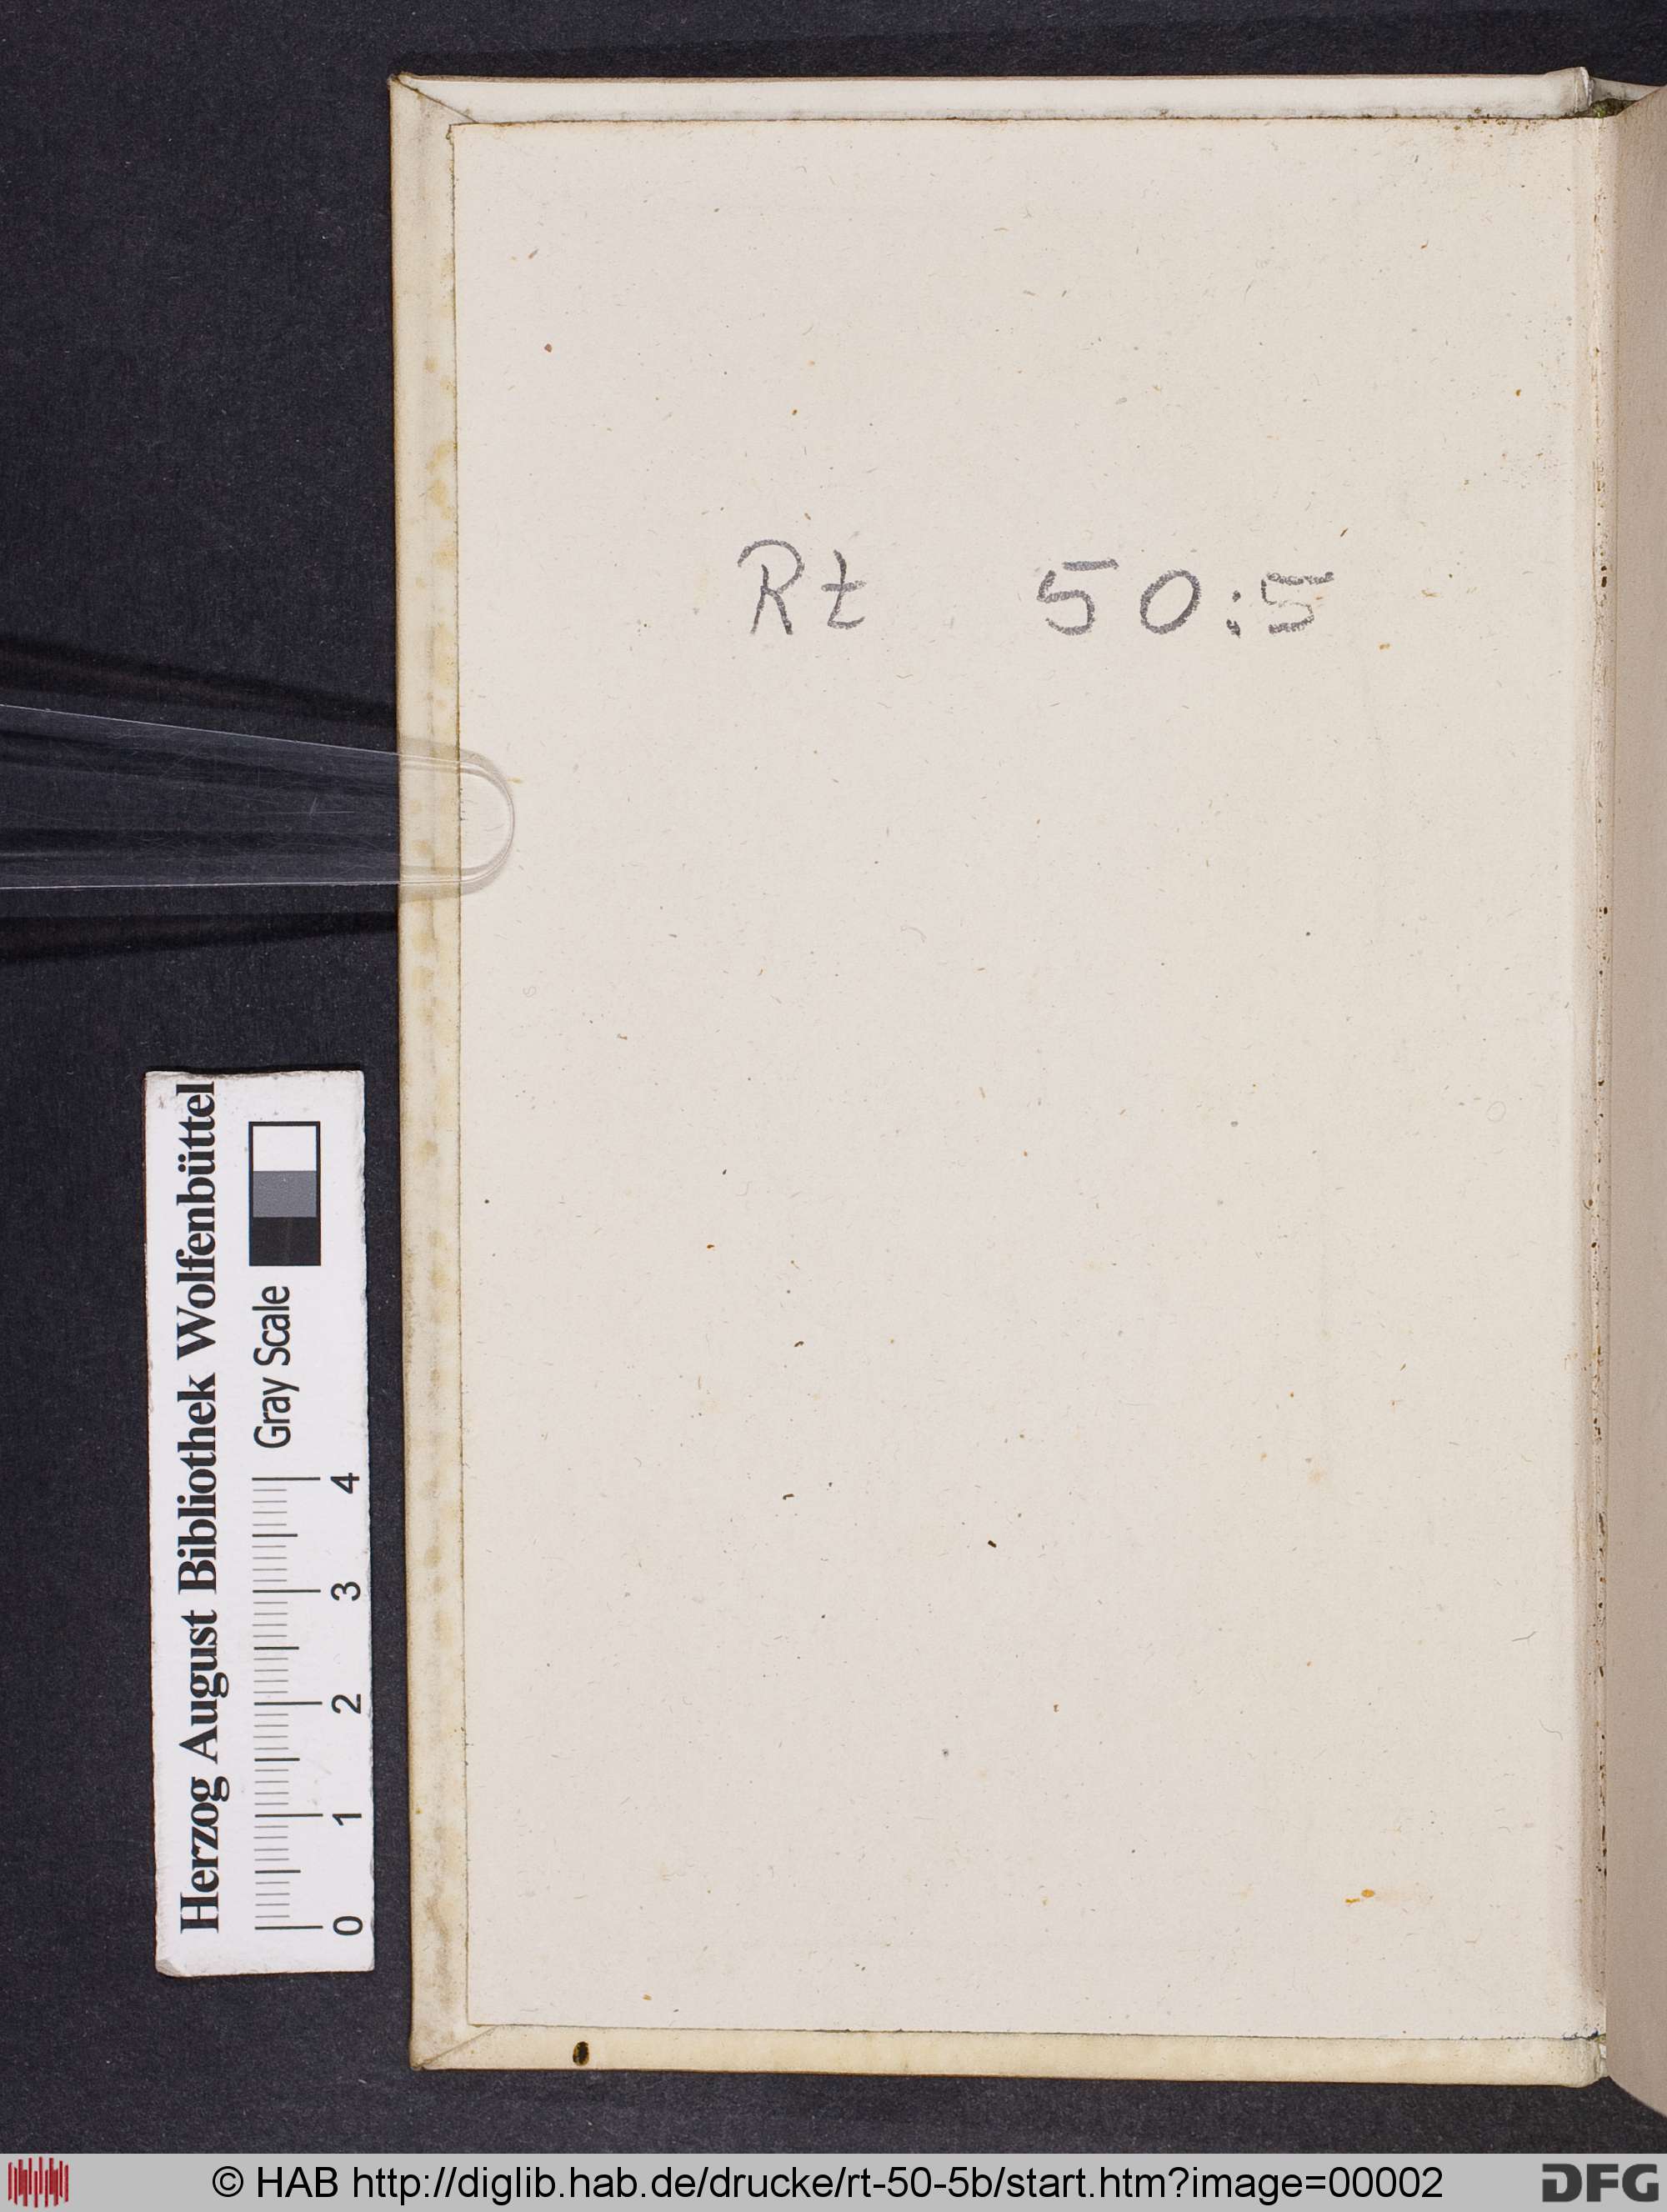 Rt 50:5
Herzog August Bibliothek Wolfenbüttel
Gray Scale
0 1 2 3 4
© HAB http://diglib.hab.de/drucke/rt-50-5b/start.htm?image=00002
DFG